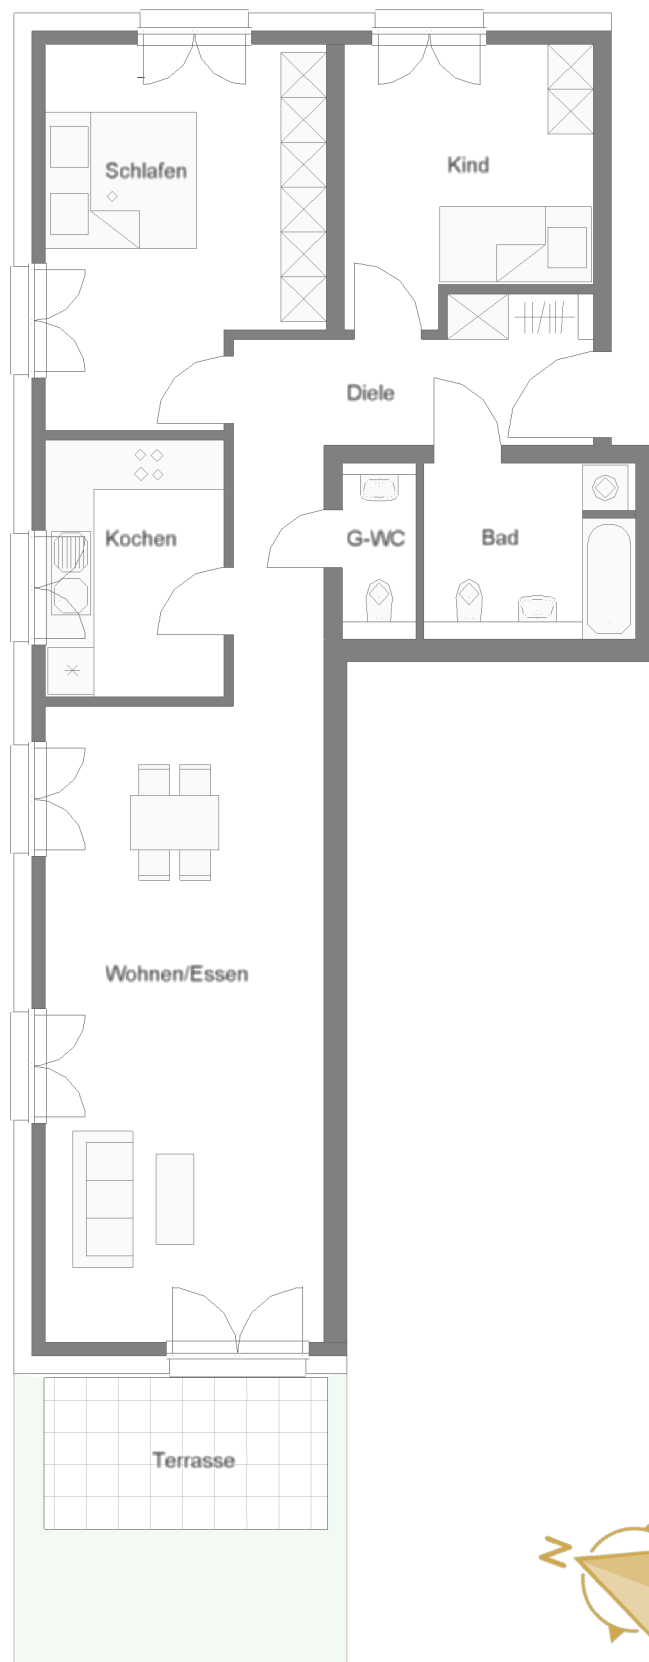 Schlafen
Kind
Diele
Kochen
G-WC
Bad
Wohnen/Essen
Terrasse
N